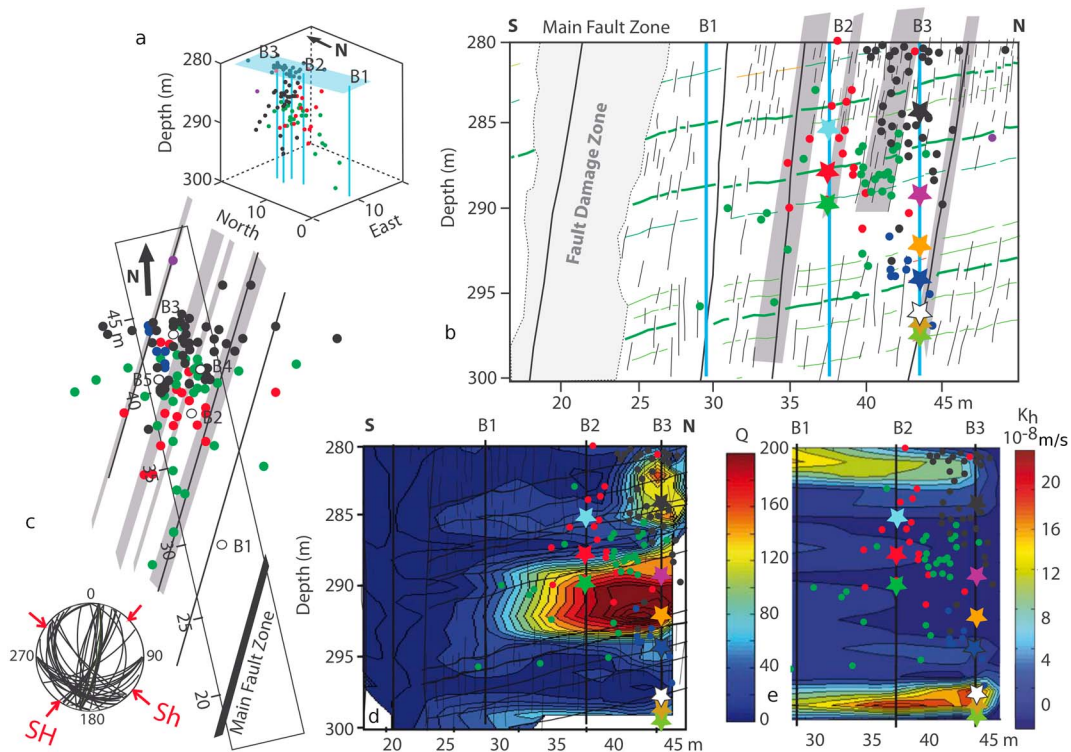 a
N
B3
B2
B1
280
290
300
Depth (m)
10
0
10
North
East
S
Main Fault Zone
B1
B2
B3
N
280
285
290
295
300
Depth (m)
Fault Damage Zone
b
20
25
30
35
40
45 m
N
45 m
B3
B4
B5
40
B2
35
30
B1
25
20
Main Fault Zone
c
0
270
90
180
SH
Sh
S
B1
B2
B3
N
280
285
290
295
300
Depth (m)
d
20
25
30
35
40
45 m
Q
200
160
120
80
40
0
B1
B2
B3
e
30
35
40
45 m
Kh
10-8 m/s
20
16
12
8
4
0